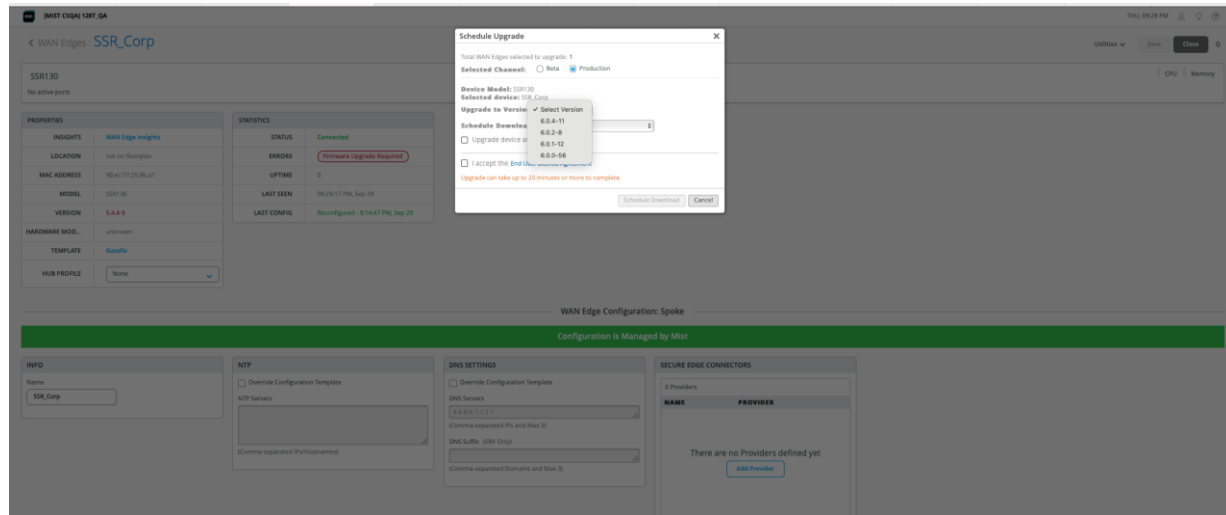 [MIST CSQA] 128T_QA
THU, 09:29 PM
< WAN Edges : SSR_Corp
Utilities
Save
Close
SSR130
No active ports
CPU
Memory
PROPERTIES
INSIGHTS WAN Edge Insights
LOCATION not on floorplan
MAC ADDRESS
MODEL SSR130
VERSION 5.4.4-9
HARDWARE MOD... unknown
TEMPLATE Gazelle
HUB PROFILE None
STATISTICS
STATUS Connected
ERRORS Firmware Upgrade Required
UPTIME 0
LAST SEEN PM, Sep 29
LAST CONFIG Reconfigured - 9:14:47 PM, Sep 29
Schedule Upgrade
Total WAN Edges selected to upgrade: 1
Selected Channel: Beta Production
Device Model: SSR130
Selected device: SSR_Corp
Upgrade to Versio
Select Version
6.0.4-11
6.0.2-8
6.0.1-12
6.0.0-56
Schedule Downloa
Upgrade device a
I accept the End User License Agreement
Upgrade can take up to 20 minutes or more to complete.
Schedule Download
Cancel
WAN Edge Configuration: Spoke
Configuration is Managed by Mist
INFO
Name
SSR_Corp
NTP
Override Configuration Template
NTP Servers
(Comma-separated IPs/Hostnames)
DNS SETTINGS
Override Configuration Template
DNS Servers
(Comma-separated IPs and Max 3)
DNS Suffix (SSR Only)
(Comma-separated Domains and Max 3)
SECURE EDGE CONNECTORS
0 Providers
NAME PROVIDER
There are no Providers defined yet
Add Provider